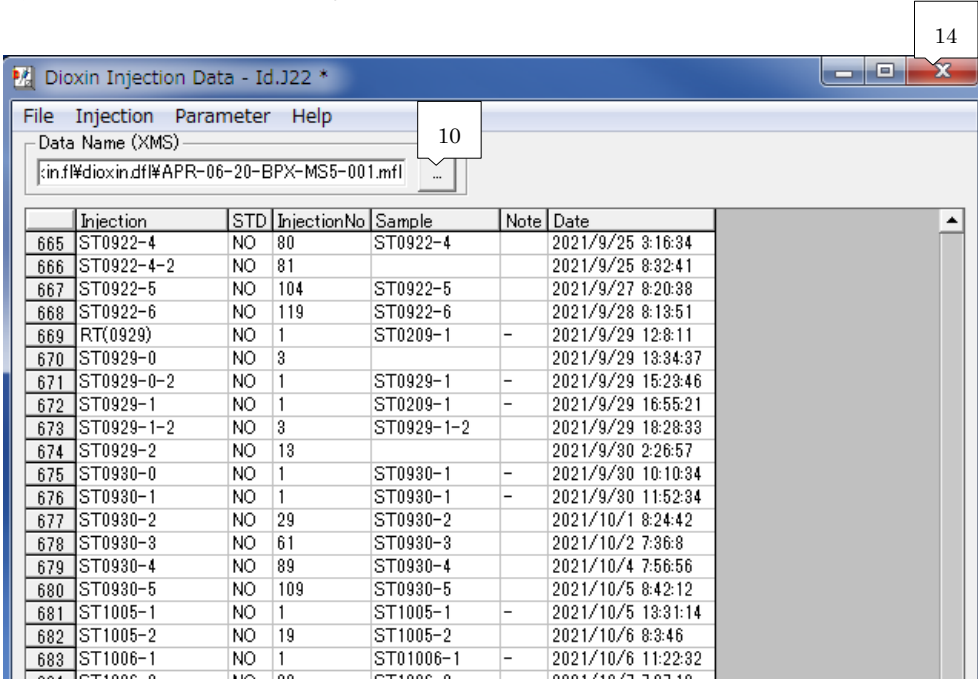 14
Dioxin Injection Data - Id.J22 *
File Injection Parameter Help
10
Data Name (XMS)
in.fl¥dioxin.dfl¥APR-06-20-BPX-MS5-001.mfl ...
Injection STD InjectionNo Sample Note Date
665 ST0922-4 NO 80 ST0922-4 2021/9/25 3:16:34
666 ST0922-4-2 NO 81 2021/9/25 8:32:41
667 ST0922-5 NO 104 ST0922-5 2021/9/27 8:20:38
668 ST0922-6 NO 119 ST0922-6 2021/9/28 8:13:51
669 RT(0929) NO 1 ST0209-1 - 2021/9/29 12:8:11
670 ST0929-0 NO 3 2021/9/29 13:34:37
671 ST0929-0-2 NO 1 ST0929-1 - 2021/9/29 15:23:46
672 ST0929-1 NO 1 ST0209-1 - 2021/9/29 16:55:21
673 ST0929-1-2 NO 3 ST0929-1-2 2021/9/29 18:28:33
674 ST0929-2 NO 13 2021/9/30 2:26:57
675 ST0930-0 NO 1 ST0930-1 - 2021/9/30 10:10:34
676 ST0930-1 NO 1 ST0930-1 - 2021/9/30 11:52:34
677 ST0930-2 NO 29 ST0930-2 2021/10/1 8:24:42
678 ST0930-3 NO 61 ST0930-3 2021/10/2 7:36:8
679 ST0930-4 NO 89 ST0930-4 2021/10/4 7:56:56
680 ST0930-5 NO 109 ST0930-5 2021/10/5 8:42:12
681 ST1005-1 NO 1 ST1005-1 - 2021/10/5 13:31:14
682 ST1005-2 NO 19 ST1005-2 2021/10/6 8:3:46
683 ST1006-1 NO 1 ST01006-1 - 2021/10/6 11:22:32